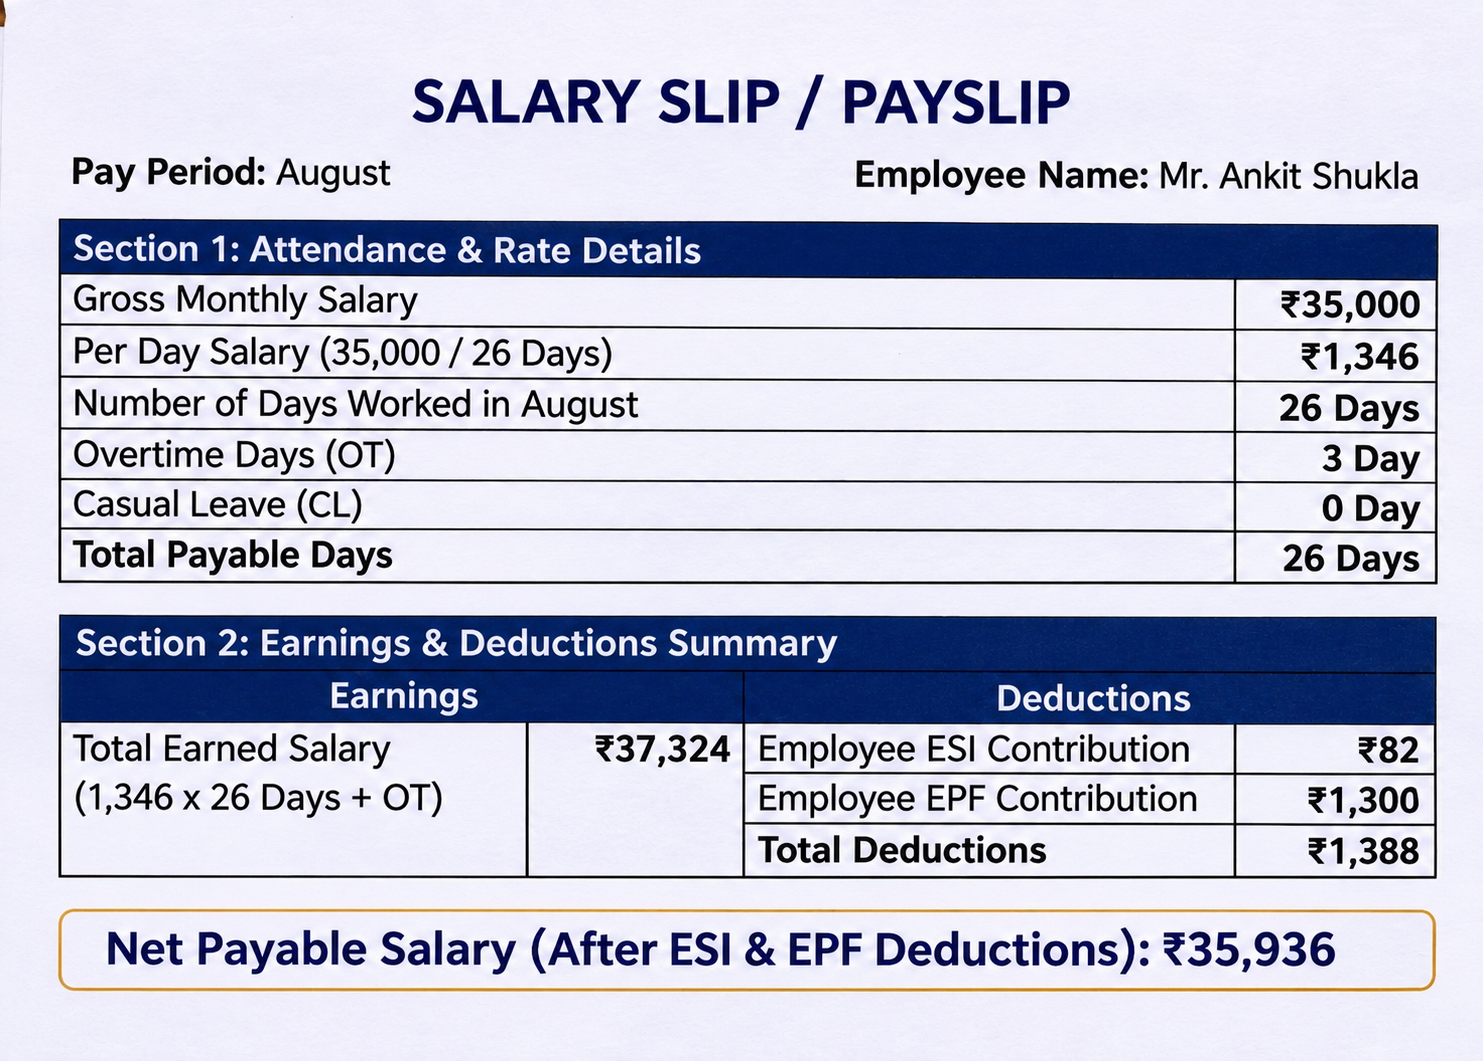 SALARY SLIP / PAYSLIP
Pay Period: August
Employee Name: Mr. Ankit Shukla
Section 1: Attendance & Rate Details
Gross Monthly Salary ₹35,000
Per Day Salary (35,000 / 26 Days) ₹1,346
Number of Days Worked in August 26 Days
Overtime Days (OT) 3 Day
Casual Leave (CL) 0 Day
Total Payable Days 26 Days
Section 2: Earnings & Deductions Summary
Earnings Deductions
Total Earned Salary ₹37,324 Employee ESI Contribution ₹82
(1,346 x 26 Days + OT) Employee EPF Contribution ₹1,300
Total Deductions ₹1,388
Net Payable Salary (After ESI & EPF Deductions): ₹35,936